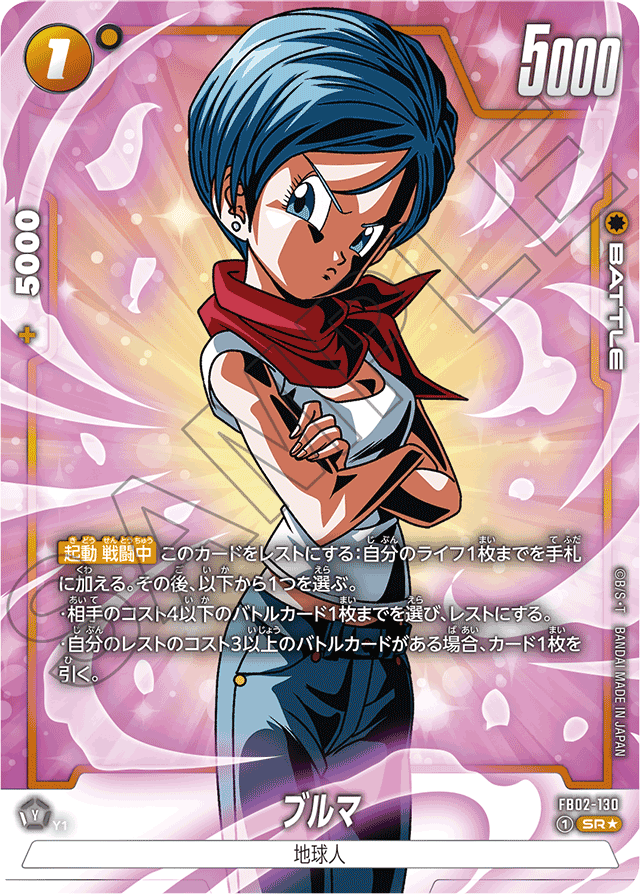 1
5000
+ 5000
BATTLE
SAMPLE
起動 戦闘中 このカードをレストにする:自分のライフ1枚までを手札
に加える。その後、以下から1つを選ぶ。
・相手のコスト4以下のバトルカード1枚までを選び、レストにする。
・自分のレストのコスト3以上のバトルカードがある場合、カード1枚を
引く。
©B/S・T BANDAI MADE IN JAPAN
Y
Y1
ブルマ
FB02-130
1 SR★
地球人